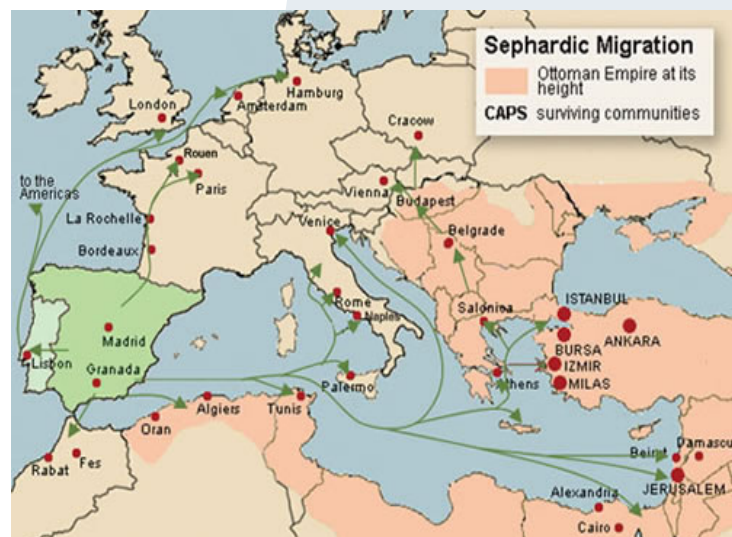 Sephardic Migration
Ottoman Empire at its
height
CAPS surviving communities
Hamburg
London
Amsterdam
Cracow
Rouen
Paris
to the
Americas
Vienna
Budapest
La Rochelle
Venice
Belgrade
Bordeaux
Rome
Naples
Salonica
ISTANBUL
Madrid
BURSA
ANKARA
Lisbon
IZMIR
Athens
Granada
Palermo
MILAS
Algiers
Tunis
Oran
Beirut
Damascu
Rabat
Fes
JERUSALEM
Alexandria
Cairo